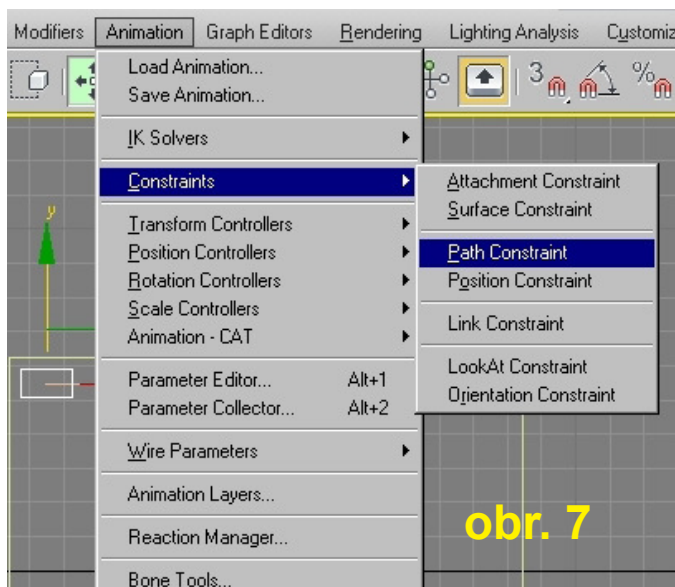 Modifiers Animation Graph Editors Rendering Lighting Analysis Customiz
3 %
Load Animation...
Save Animation...
IK Solvers
Constraints
Transform Controllers
Position Controllers
Rotation Controllers
Scale Controllers
Animation - CAT
Parameter Editor... Alt+1
Parameter Collector... Alt+2
Wire Parameters
Animation Layers...
Reaction Manager...
Bone Tools...
Attachment Constraint
Surface Constraint
Path Constraint
Position Constraint
Link Constraint
LookAt Constraint
Orientation Constraint
y
obr. 7